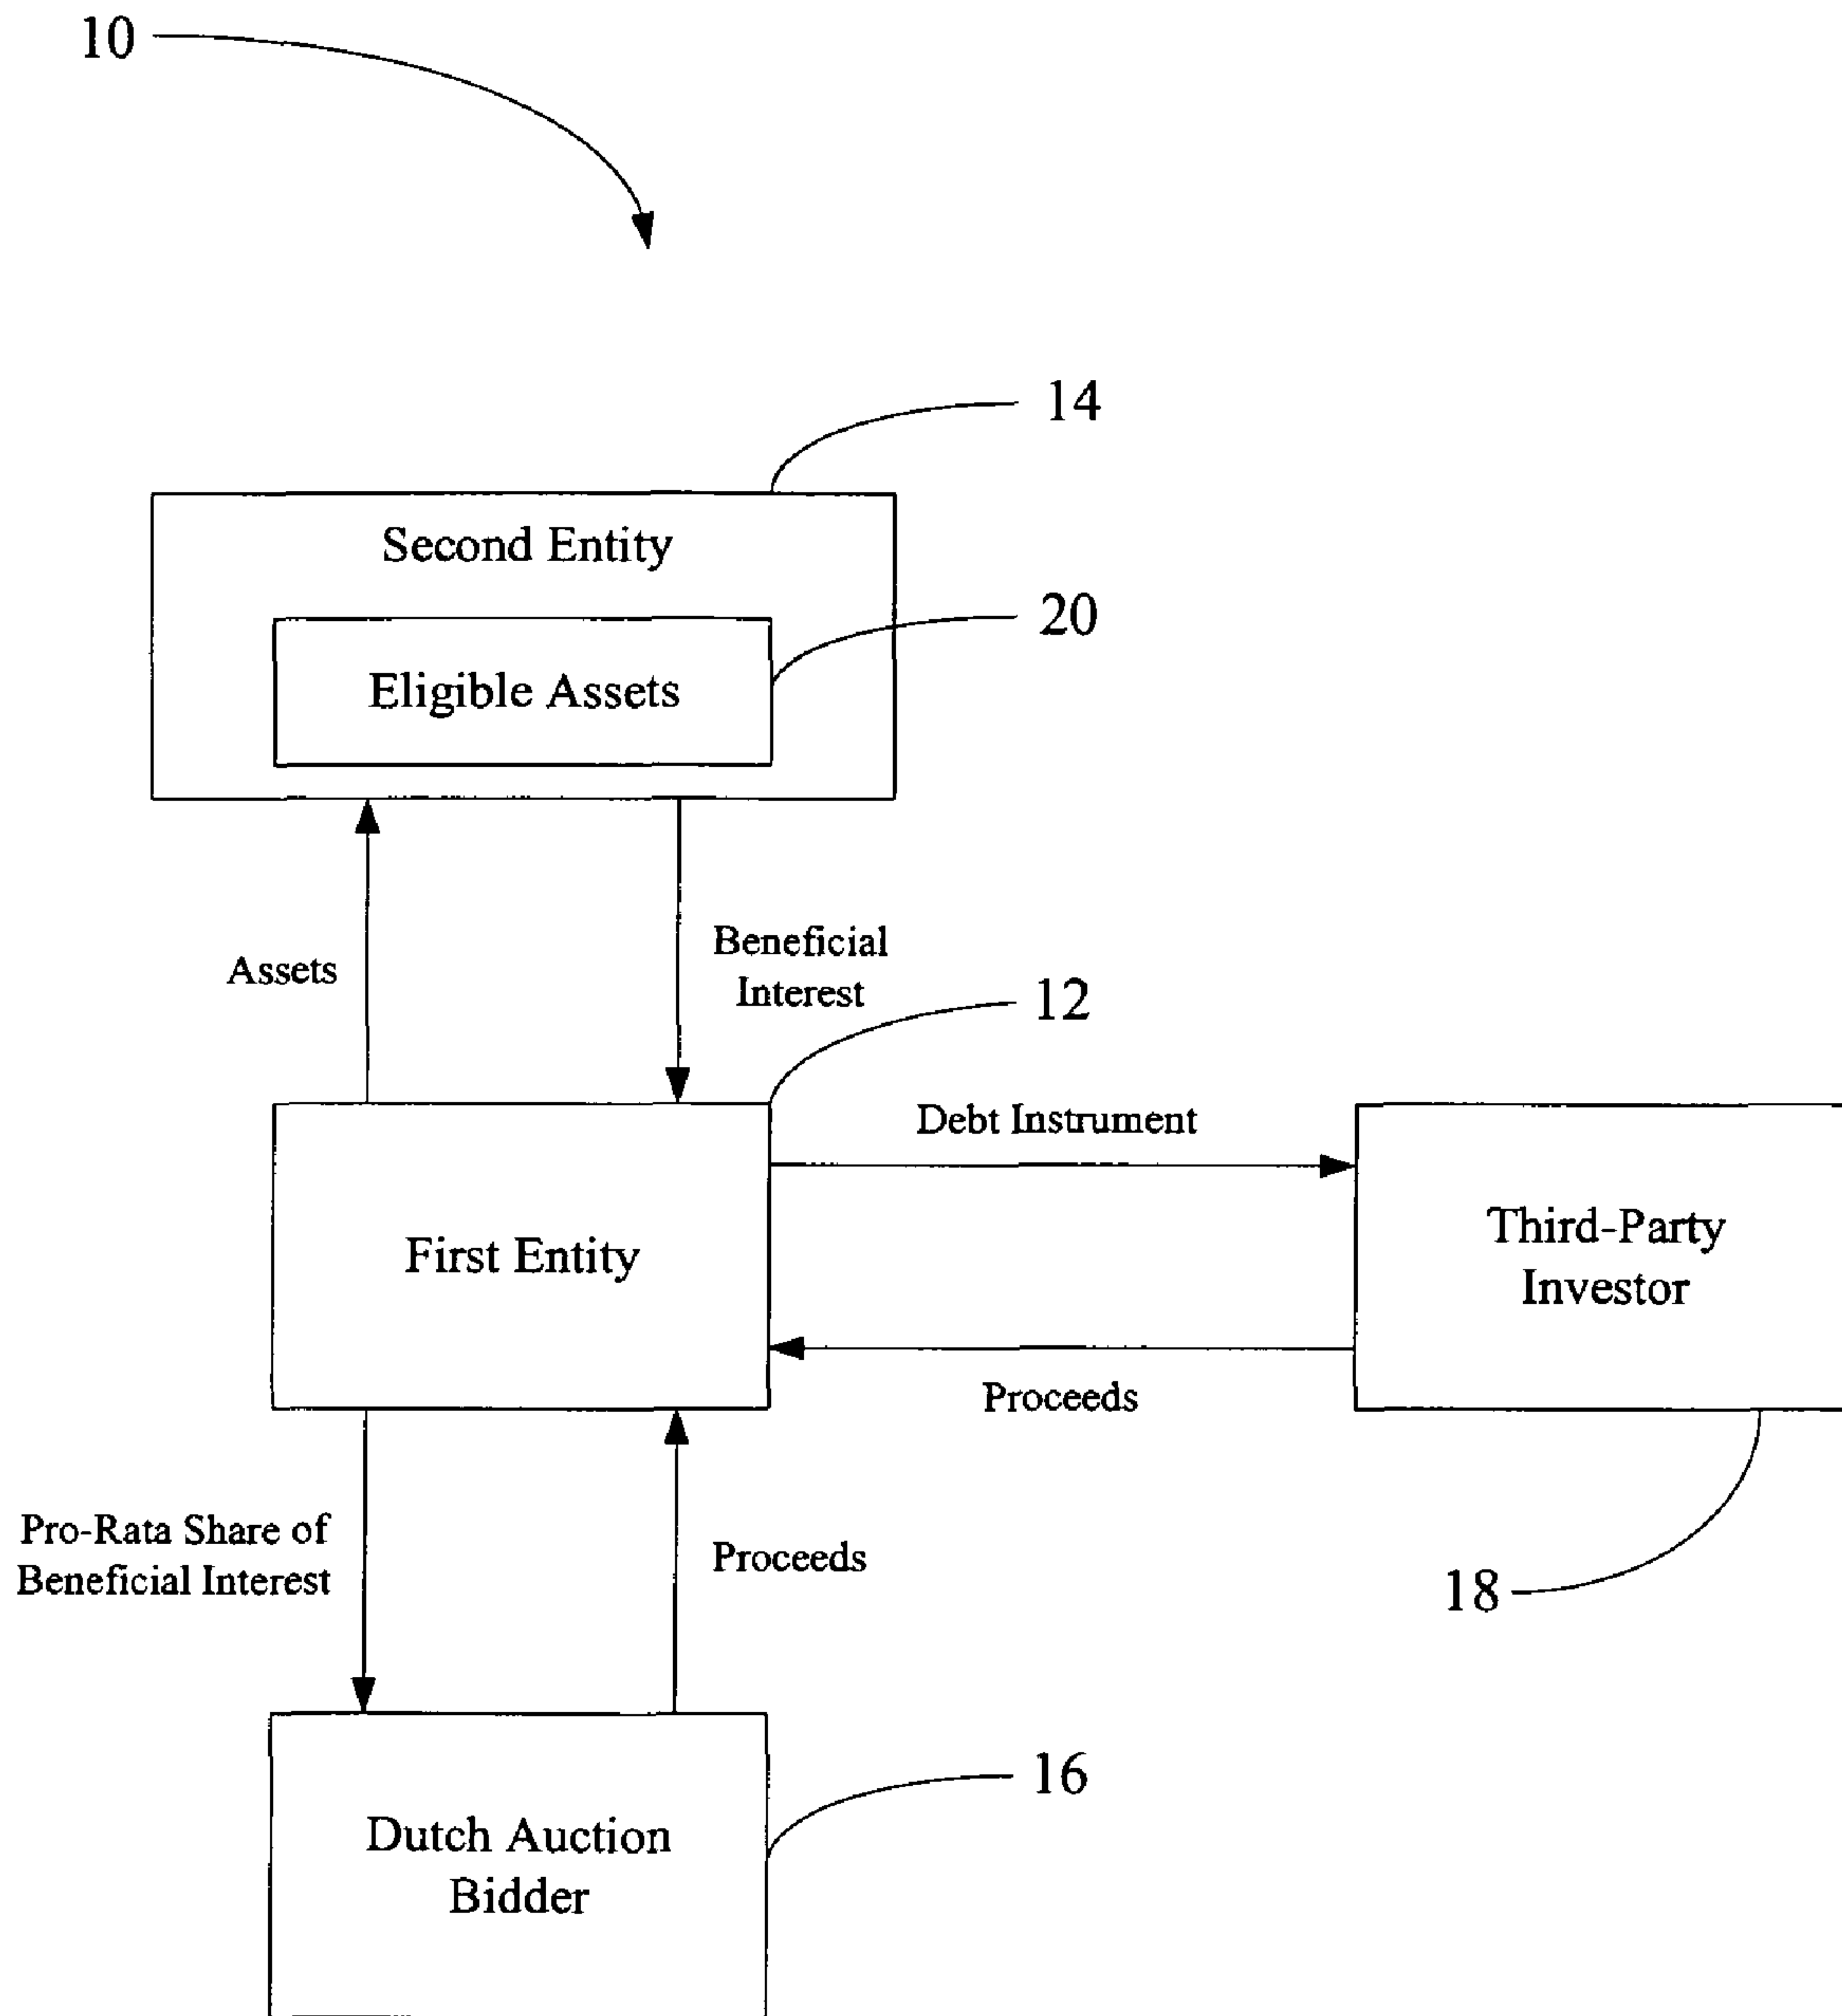 10
14
Second Entity
20
Eligible Assets
Assets
Beneficial
Interest
12
Debt Instrument
First Entity
Third-Party
Investor
Proceeds
Pro-Rata Share of
Beneficial Interest
Proceeds
18
16
Dutch Auction
Bidder